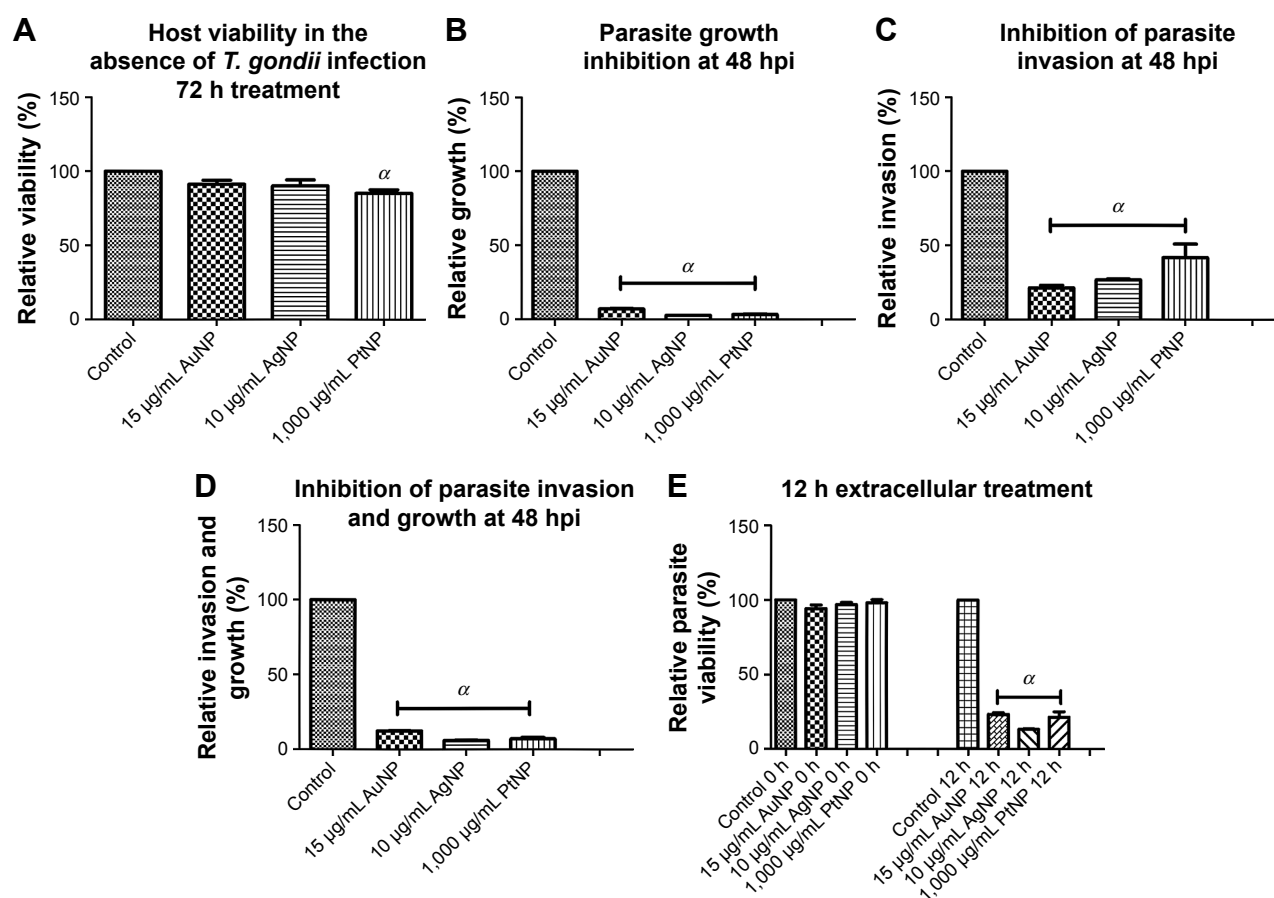 A
Host viability in the
absence of T. gondii infection
72 h treatment
Relative viability (%)
150
100
50
0
α
Control
15 µg/mL AuNP
10 µg/mL AgNP
1,000 µg/mL PtNP
B
Parasite growth
inhibition at 48 hpi
Relative growth (%)
150
100
50
0
α
Control
15 µg/mL AuNP
10 µg/mL AgNP
1,000 µg/mL PtNP
C
Inhibition of parasite
invasion at 48 hpi
Relative invasion (%)
150
100
50
0
α
Control
15 µg/mL AuNP
10 µg/mL AgNP
1,000 µg/mL PtNP
D
Inhibition of parasite invasion
and growth at 48 hpi
Relative invasion and
growth (%)
150
100
50
0
α
Control
15 µg/mL AuNP
10 µg/mL AgNP
1,000 µg/mL PtNP
E
12 h extracellular treatment
Relative parasite
viability (%)
150
100
50
0
α
Control 0 h
15 µg/mL AuNP 0 h
10 µg/mL AgNP 0 h
1,000 µg/mL PtNP 0 h
Control 12 h
15 µg/mL AuNP 12 h
10 µg/mL AgNP 12 h
1,000 µg/mL PtNP 12 h